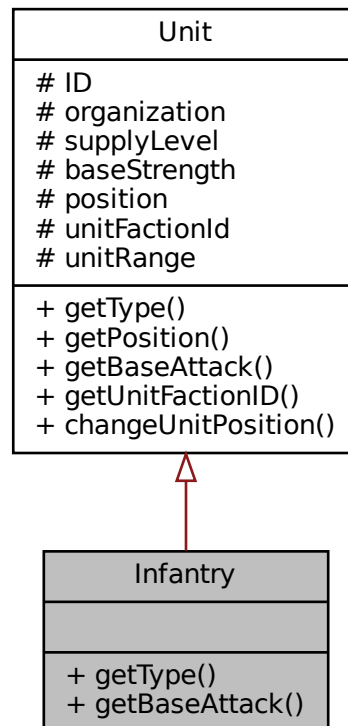 Unit
# ID
# organization
# supplyLevel
# baseStrength
# position
# unitFactionId
# unitRange
+ getType()
+ getPosition()
+ getBaseAttack()
+ getUnitFactionID()
+ changeUnitPosition()
Infantry
+ getType()
+ getBaseAttack()